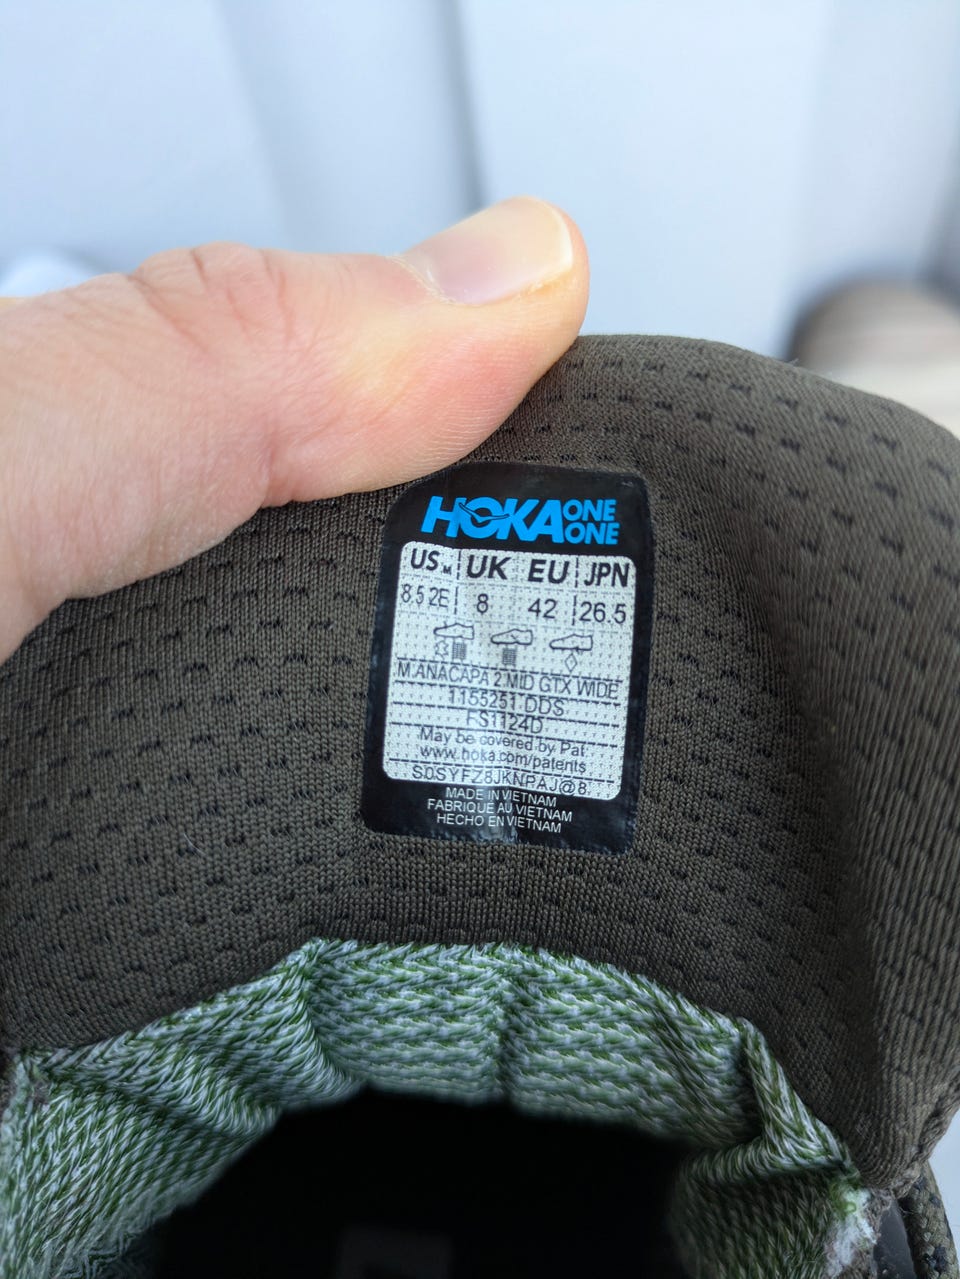 HOKA ONE ONE
US M UK EU JPN
8.5 2E 8 42 26.5
M ANACAPA 2 MID GTX WIDE
1155251 DDS
FS1124D
May be covered by Pat.
www.hoka.com/patents
S0SYFZ8JKNPAJ@8
MADE IN VIETNAM
FABRIQUE AU VIETNAM
HECHO EN VIETNAM